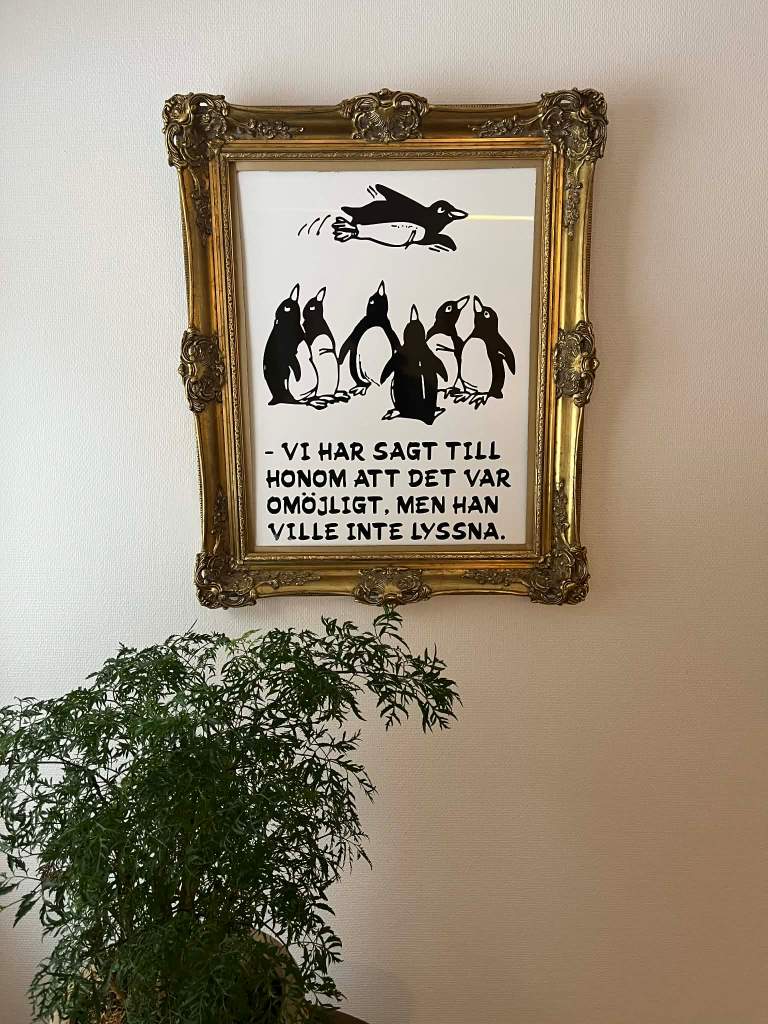 - VI HAR SAGT TILL
HONOM ATT DET VAR
OMÖJLIGT, MEN HAN
VILLE INTE LYSSNA.